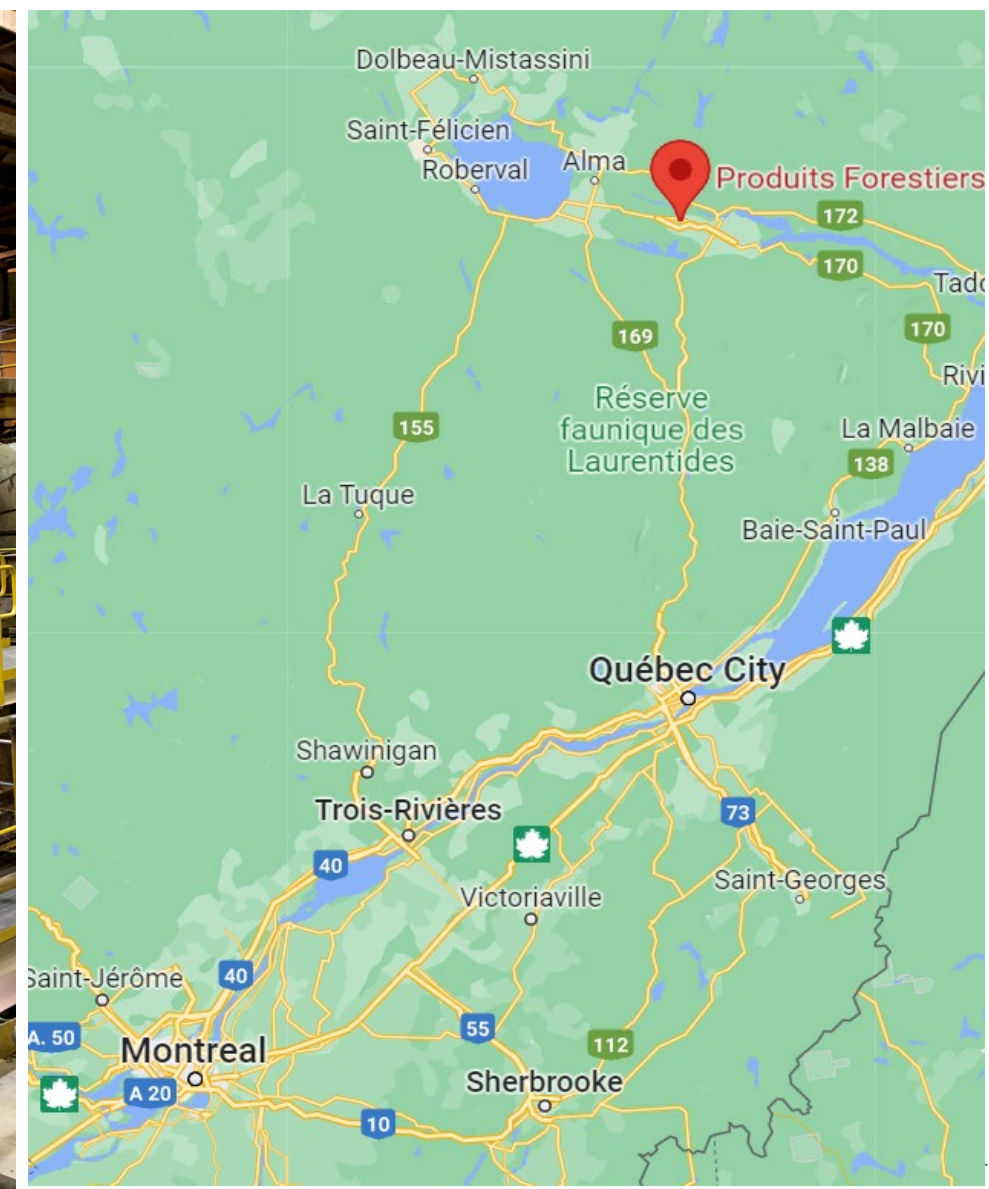 Dolbeau-Mistassini
Saint-Félicien
Roberval
Alma
Produits Forestiers
172
170
Tado
170
169
Rivi
Réserve
faunique des
Laurentides
155
La Malbaie
138
La Tuque
Baie-Saint-Paul
Québec City
Shawinigan
Trois-Rivières
73
40
Saint-Georges
Victoriaville
Saint-Jérôme
40
A. 50
55
112
Montreal
A 20
Sherbrooke
10